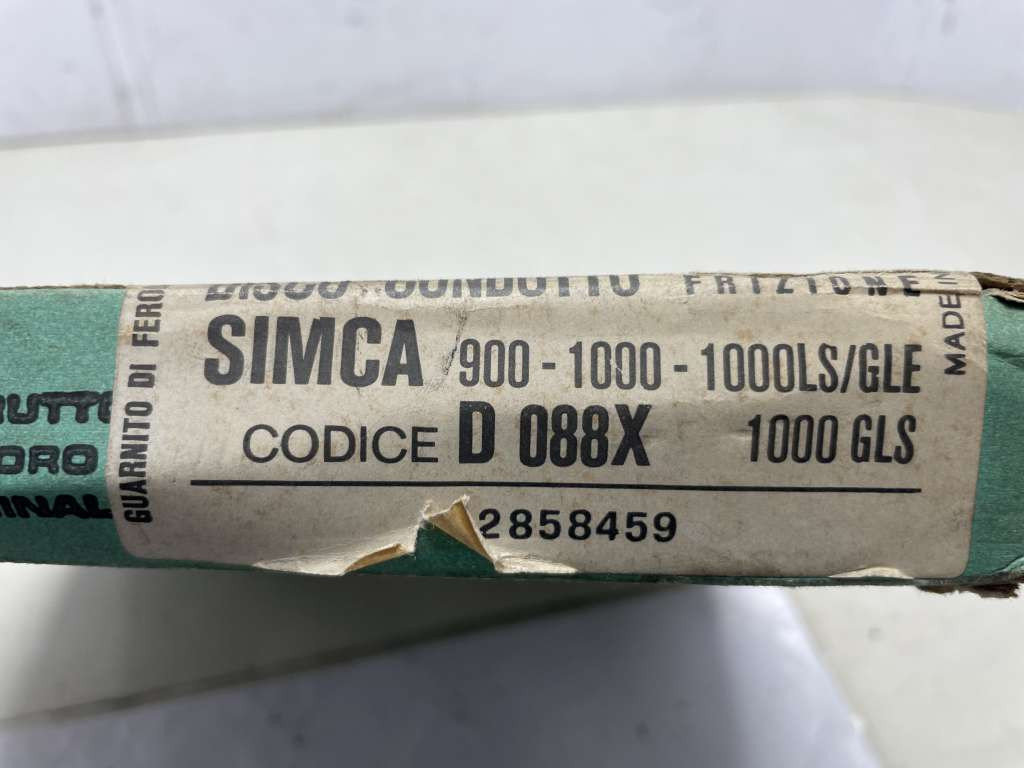 DISCO CONDOTTO FRIZIONE
SIMCA 900 - 1000 - 1000LS/GLE
CODICE D 088X 1000 GLS
2858459
GUARNITO DI FERO
MADE IN